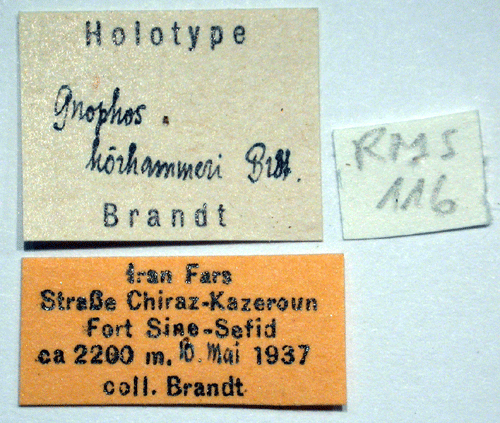 Holotype
Gnophos
hörhammeri Brdt.
Brandt
RMS
116
Iran Fars
Straße Chiraz-Kazeroun
Fort Sine-Sefid
ca 2200 m. Mai 1937
coll. Brandt